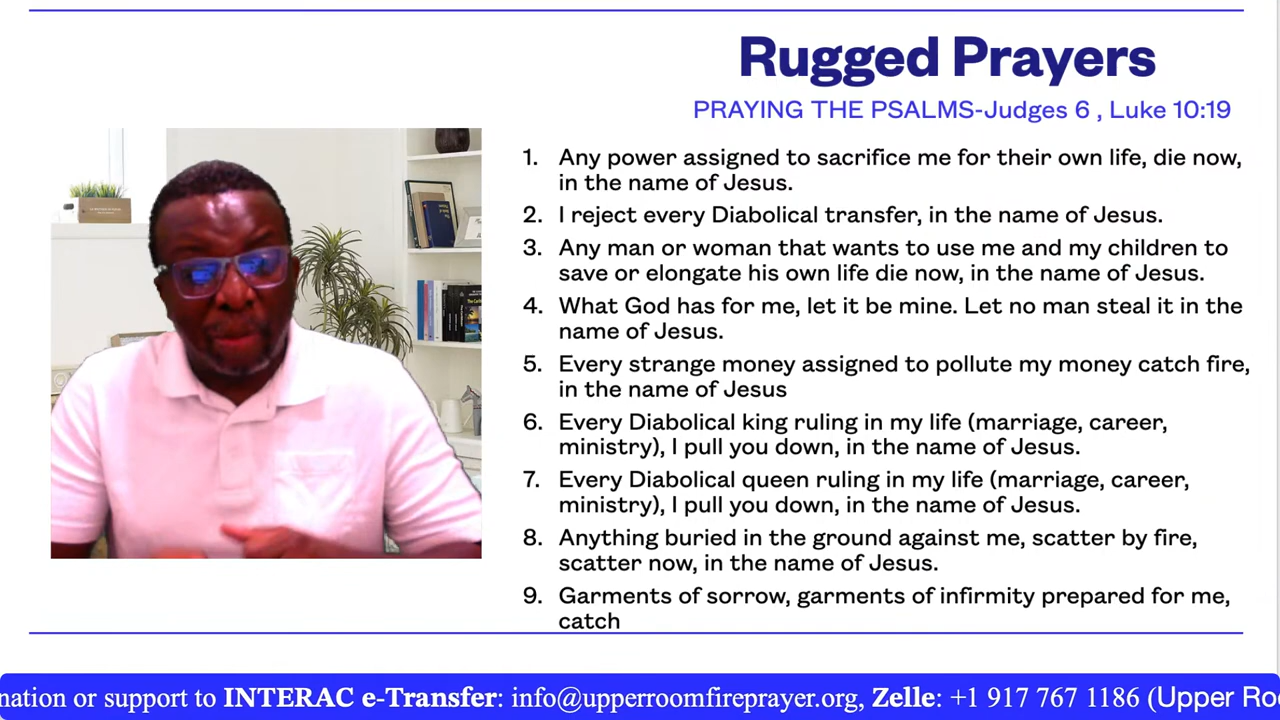 Rugged Prayers
PRAYING THE PSALMS-Judges 6 , Luke 10:19
1. Any power assigned to sacrifice me for their own life, die now,
in the name of Jesus.
2. I reject every Diabolical transfer, in the name of Jesus.
3. Any man or woman that wants to use me and my children to
save or elongate his own life die now, in the name of Jesus.
4. What God has for me, let it be mine. Let no man steal it in the
name of Jesus.
5. Every strange money assigned to pollute my money catch fire,
in the name of Jesus
6. Every Diabolical king ruling in my life (marriage, career,
ministry), I pull you down, in the name of Jesus.
7. Every Diabolical queen ruling in my life (marriage, career,
ministry), I pull you down, in the name of Jesus.
8. Anything buried in the ground against me, scatter by fire,
scatter now, in the name of Jesus.
9. Garments of sorrow, garments of infirmity prepared for me,
catch
nation or support to INTERAC e-Transfer: info@upperroomfireprayer.org, Zelle: +1 917 767 1186 (Upper Roo